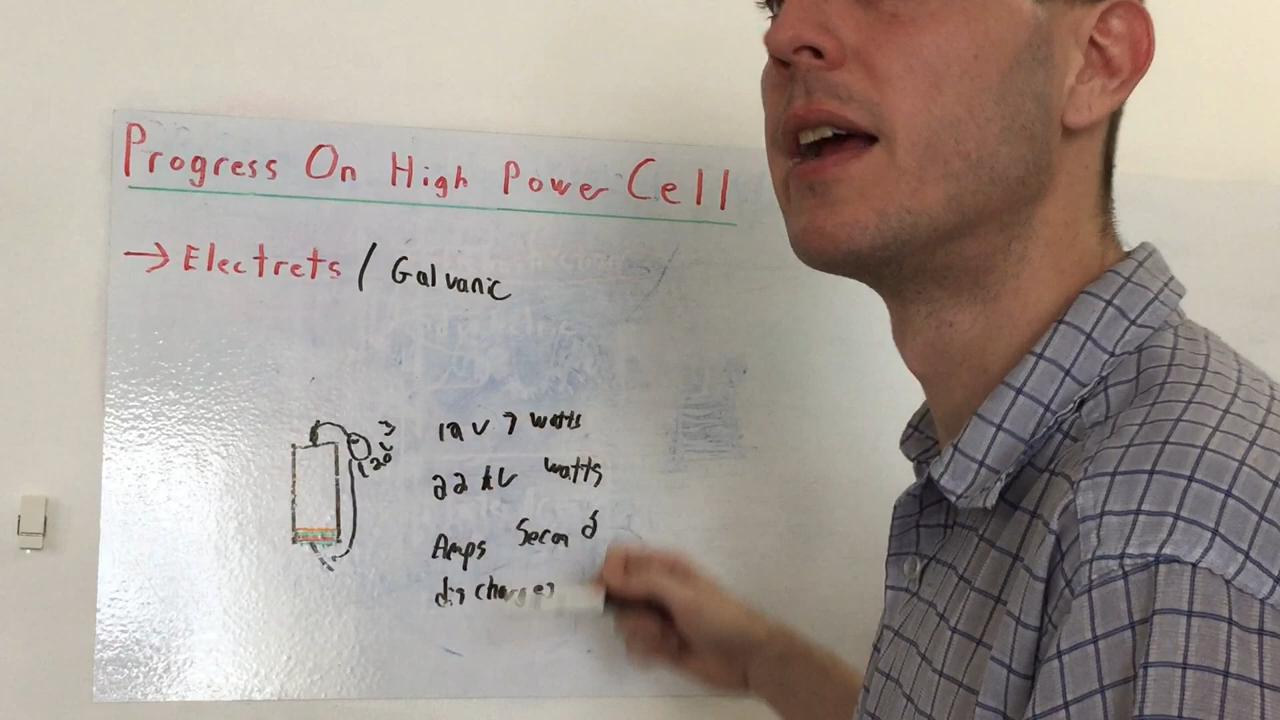 Progress On High Power Cell
→ Electrets / Galvanic
12 V 7 watts
22 kV watts
Amps Second
discharges